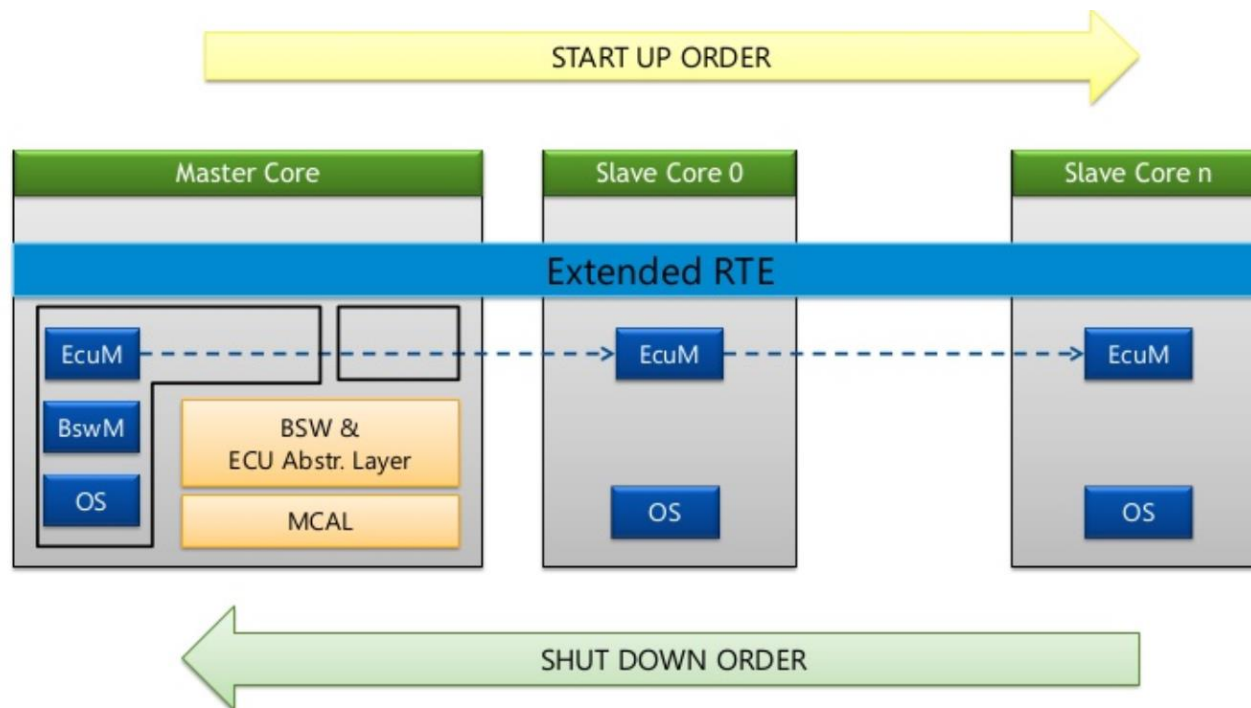 START UP ORDER
Master Core
Slave Core 0
Slave Core n
Extended RTE
EcuM
EcuM
EcuM
BswM
BSW &
ECU Abstr. Layer
OS
MCAL
OS
OS
SHUT DOWN ORDER